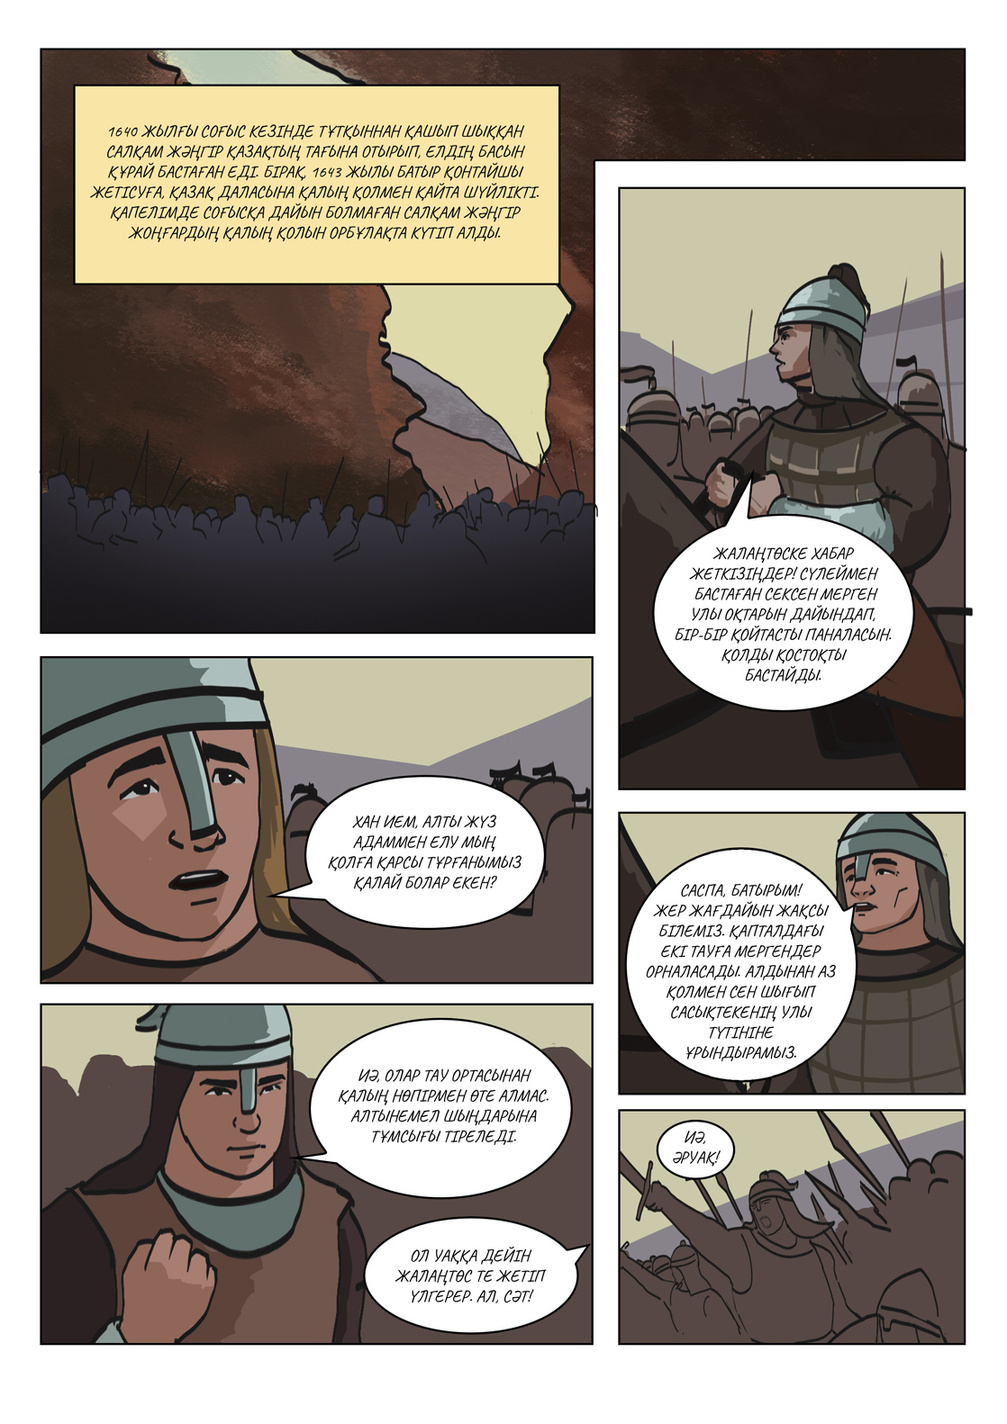 1640 ЖЫЛҒЫ СОҒЫС КЕЗІНДЕ ТҰТҚЫННАН ҚАШЫП ШЫҚҚАН
САЛҚАМ ЖӘҢГІР ҚАЗАҚТЫҢ ТАҒЫНА ОТЫРЫП, ЕЛДІҢ БАСЫН
ҚҰРАЙ БАСТАҒАН ЕДІ. БІРАҚ, 1643 ЖЫЛЫ БАТЫР ҚОНТАЙШЫ
ЖЕТІСУҒА, ҚАЗАҚ ДАЛАСЫНА ҚАЛЫҢ ҚОЛМЕН ҚАЙТА ШҮЙЛІКТІ.
ҚАПЕЛІМДЕ СОҒЫСҚА ДАЙЫН БОЛМАҒАН САЛҚАМ ЖӘҢГІР
ЖОҢҒАРДЫҢ ҚАЛЫҢ ҚОЛЫН ОРБҰЛАҚТА КҮТІП АЛДЫ.
ЖАЛАҢТӨСКЕ ХАБАР
ЖЕТКІЗІҢДЕР! СҮЛЕЙМЕН
БАСТАҒАН СЕКСЕН МЕРГЕН
УЛЫ ОҚТАРЫН ДАЙЫНДАП,
БІР-БІР ҚОЙТАСТЫ ПАНАЛАСЫН.
ҚОЛДЫ ҚОСТОҚТЫ
БАСТАЙДЫ.
ХАН ИЕМ, АЛТЫ ЖҮЗ
АДАММЕН ЕЛУ МЫҢ
ҚОЛҒА ҚАРСЫ ТҰРҒАНЫМЫЗ
ҚАЛАЙ БОЛАР ЕКЕН?
САСПА, БАТЫРЫМ!
ЖЕР ЖАҒДАЙЫН ЖАҚСЫ
БІЛЕМІЗ. ҚАПТАЛДАҒЫ
ЕКІ ТАУҒА МЕРГЕНДЕР
ОРНАЛАСАДЫ. АЛДЫНАН АЗ
ҚОЛМЕН СЕН ШЫҒЫП
САСЫҚТЕКЕНІҢ УЛЫ
ТҮТІНІНЕ
ҰРЫНДЫРАМЫЗ.
ИӘ, ОЛАР ТАУ ОРТАСЫНАН
ҚАЛЫҢ НӨПІРМЕН ӨТЕ АЛМАС.
АЛТЫНЕМЕЛ ШЫҢДАРЫНА
ТҰМСЫҒЫ ТІРЕЛЕДІ.
ОЛ УАҚҚА ДЕЙІН
ЖАЛАҢТӨС ТЕ ЖЕТІП
ҮЛГЕРЕР. АЛ, СӘТ!
ИӘ,
ӘРУАҚ!